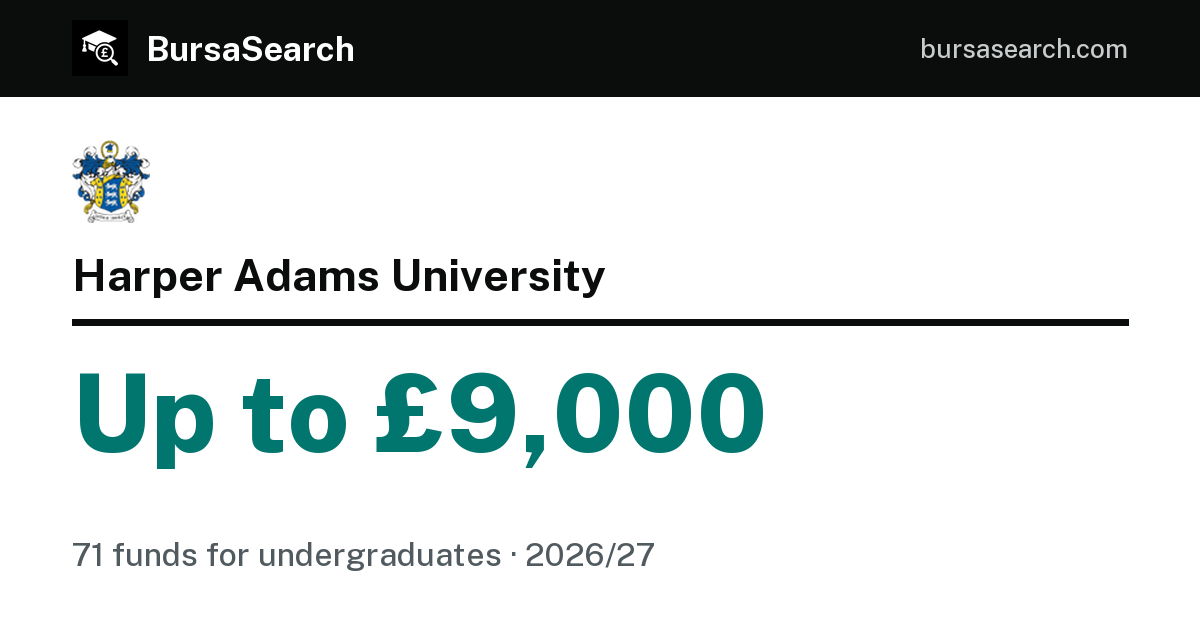 £
BursaSearch
bursasearch.com
Harper Adams University
Up to £9,000
71 funds for undergraduates · 2026/27